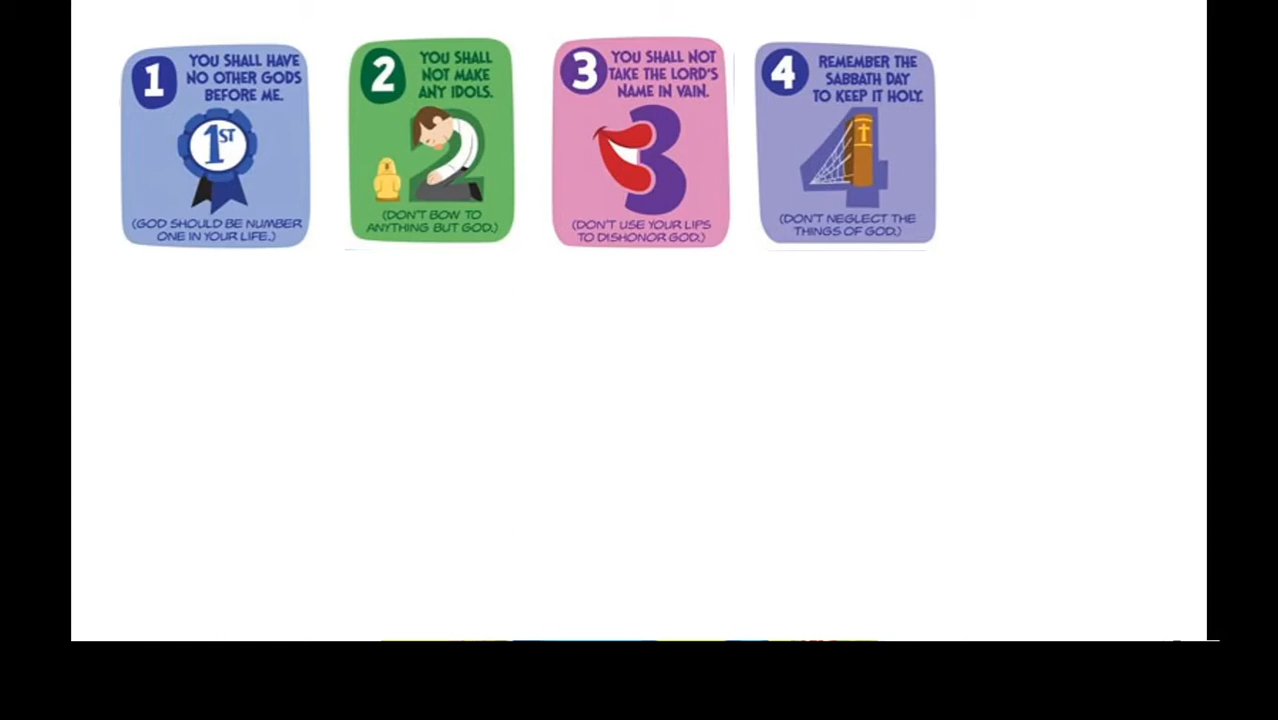 1
YOU SHALL HAVE
NO OTHER GODS
BEFORE ME.
1ST
(GOD SHOULD BE NUMBER
ONE IN YOUR LIFE.)
2
YOU SHALL
NOT MAKE
ANY IDOLS.
2
(DON'T BOW TO
ANYTHING BUT GOD.)
3
YOU SHALL NOT
TAKE THE LORD'S
NAME IN VAIN.
3
(DON'T USE YOUR LIPS
TO DISHONOR GOD.)
4
REMEMBER THE
SABBATH DAY
TO KEEP IT HOLY.
4
(DON'T NEGLECT THE
THINGS OF GOD.)